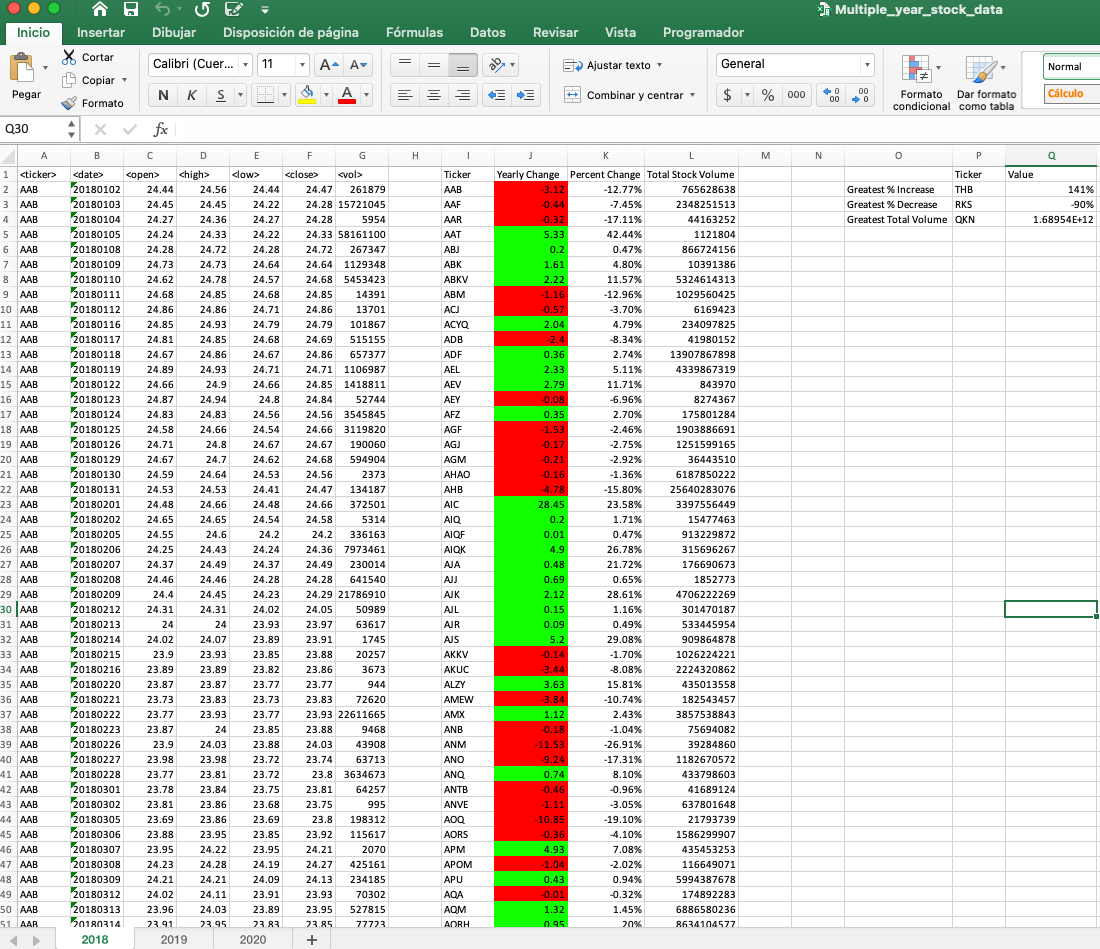 Multiple_year_stock_data
Inicio Insertar Dibujar Disposición de página Fórmulas Datos Revisar Vista Programador
Pegar Cortar Copiar Formato
Calibri (Cuer... 11 A A
N K S A
Ajustar texto
Combinar y centrar
General
$ % 000
Formato condicional Dar formato como tabla
Normal
Cálculo
Q30 fx
A B C D E F G H I J K L M N O P Q
1 <ticker> <date> <open> <high> <low> <close> <vol> Ticker Yearly Change Percent Change Total Stock Volume Ticker Value
2 AAB 20180102 24.44 24.56 24.44 24.47 261879 AAB -3.12 -12.77% 765628638 Greatest % Increase THB 141%
3 AAB 20180103 24.45 24.45 24.22 24.28 15721045 AAF -0.44 -7.45% 2348251513 Greatest % Decrease RKS -90%
4 AAB 20180104 24.27 24.36 24.27 24.28 5954 AAR -0.32 -17.11% 44163252 Greatest Total Volume QKN 1.68954E+12
5 AAB 20180105 24.24 24.33 24.22 24.33 58161100 AAT 5.33 42.44% 1121804
6 AAB 20180108 24.28 24.72 24.28 24.72 267347 ABJ 0.2 0.47% 866724156
7 AAB 20180109 24.73 24.73 24.64 24.64 1129348 ABK 1.61 4.80% 10391386
8 AAB 20180110 24.62 24.78 24.57 24.68 5453423 ABKV 2.22 11.57% 5324614313
9 AAB 20180111 24.68 24.85 24.68 24.85 14391 ABM -1.16 -12.96% 1029560425
10 AAB 20180112 24.86 24.86 24.71 24.86 13701 ACJ -0.57 -3.70% 6169423
11 AAB 20180116 24.85 24.93 24.79 24.79 101867 ACYQ 2.04 4.79% 234097825
12 AAB 20180117 24.81 24.85 24.68 24.69 515155 ADB -2.4 -8.34% 41980152
13 AAB 20180118 24.67 24.86 24.67 24.86 657377 ADF 0.36 2.74% 13907867898
14 AAB 20180119 24.89 24.93 24.71 24.71 1106987 AEL 2.33 5.11% 4339867319
15 AAB 20180122 24.66 24.9 24.66 24.85 1418811 AEV 2.79 11.71% 843970
16 AAB 20180123 24.87 24.94 24.8 24.84 52744 AEY -0.08 -6.96% 8274367
17 AAB 20180124 24.83 24.83 24.56 24.56 3545845 AFZ 0.35 2.70% 175801284
18 AAB 20180125 24.58 24.66 24.54 24.66 3119820 AGF -1.53 -2.46% 1903886691
19 AAB 20180126 24.71 24.8 24.67 24.67 190060 AGJ -0.17 -2.75% 1251599165
20 AAB 20180129 24.67 24.7 24.62 24.68 594904 AGM -0.21 -2.92% 36443510
21 AAB 20180130 24.59 24.64 24.53 24.56 2373 AHAO -0.16 -1.36% 6187850222
22 AAB 20180131 24.53 24.53 24.41 24.47 134187 AHB -4.78 -15.80% 25640283076
23 AAB 20180201 24.48 24.66 24.48 24.66 372501 AIC 28.45 23.58% 3397556449
24 AAB 20180202 24.65 24.65 24.54 24.58 5314 AIQ 0.2 1.71% 15477463
25 AAB 20180205 24.55 24.6 24.2 24.2 336163 AIQF 0.01 0.47% 913229872
26 AAB 20180206 24.25 24.43 24.24 24.36 7973461 AIQK 4.9 26.78% 315696267
27 AAB 20180207 24.37 24.49 24.37 24.49 230014 AJA 0.48 21.72% 176690673
28 AAB 20180208 24.46 24.46 24.28 24.28 641540 AJJ 0.69 0.65% 1852773
29 AAB 20180209 24.4 24.45 24.23 24.29 21786910 AJK 2.12 28.61% 4706222269
30 AAB 20180212 24.31 24.31 24.02 24.05 50989 AJL 0.15 1.16% 301470187
31 AAB 20180213 24 24 23.93 23.97 63617 AJR 0.09 0.49% 533445954
32 AAB 20180214 24.02 24.07 23.89 23.91 1745 AJS 5.2 29.08% 909864878
33 AAB 20180215 23.9 23.93 23.85 23.88 20257 AKKV -0.14 -1.70% 1026224221
34 AAB 20180216 23.89 23.89 23.82 23.86 3673 AKUC -3.44 -8.08% 2224320862
35 AAB 20180220 23.87 23.87 23.77 23.77 944 ALZY 3.63 15.81% 435013558
36 AAB 20180221 23.73 23.83 23.73 23.83 72620 AMEW -3.84 -10.74% 182543457
37 AAB 20180222 23.77 23.93 23.77 23.93 22611665 AMX 1.12 2.43% 3857538843
38 AAB 20180223 23.87 24 23.85 23.88 9468 ANB -0.18 -1.04% 75694082
39 AAB 20180226 23.9 24.03 23.88 24.03 43908 ANM -11.53 -26.91% 39284860
40 AAB 20180227 23.98 23.98 23.72 23.74 63713 ANO -9.24 -17.31% 1182670572
41 AAB 20180228 23.77 23.81 23.72 23.8 3634673 ANQ 0.74 8.10% 433798603
42 AAB 20180301 23.78 23.84 23.75 23.81 64257 ANTB -0.46 -0.96% 41689124
43 AAB 20180302 23.81 23.86 23.68 23.75 995 ANVE -1.11 -3.05% 637801648
44 AAB 20180305 23.69 23.86 23.69 23.8 198312 AOQ -10.85 -19.10% 21793739
45 AAB 20180306 23.88 23.95 23.85 23.92 115617 AORS -0.36 -4.10% 1586299907
46 AAB 20180307 23.95 24.22 23.95 24.21 2070 APM 4.93 7.08% 435453253
47 AAB 20180308 24.23 24.28 24.19 24.27 425161 APOM -1.04 -2.02% 116649071
48 AAB 20180309 24.21 24.21 24.09 24.13 234185 APU 0.43 0.94% 5994387678
49 AAB 20180312 24.02 24.11 23.91 23.93 70302 AQA -0.01 -0.32% 174892283
50 AAB 20180313 23.96 24.03 23.89 23.95 527815 AQM 1.32 1.45% 6886580236
51 AAB 20180314 23.91 23.95 23.83 23.85 77723 AQRH 0.95 20% 8634104577
2018 2019 2020 +